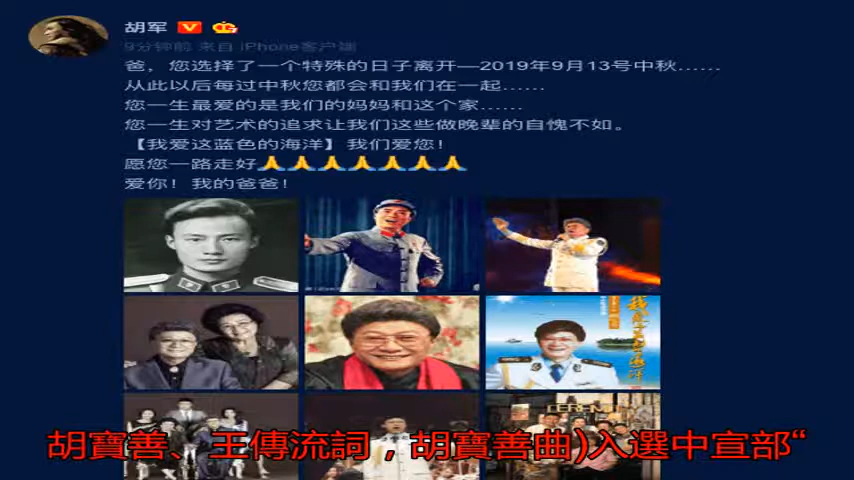 胡军
9分钟前 来自 iPhone客户端
爸，您选择了一个特殊的日子离开—2019年9月13号中秋……
从此以后每过中秋您都会和我们在一起……
您一生最爱的是我们的妈妈和这个家……
您一生对艺术的追求让我们这些做晚辈的自愧不如。
【我爱这蓝色的海洋】我们爱您！
愿您一路走好🙏🙏🙏🙏🙏🙏🙏
爱你！我的爸爸！
胡寶善、王傳流詞，胡寶善曲)入選中宣部“